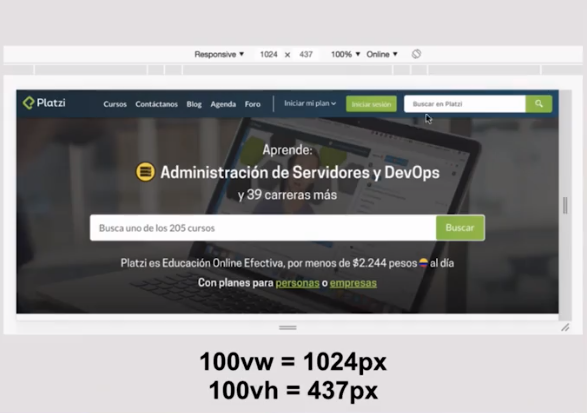 Responsive ▼ 1024 × 437 100% ▼ Online ▼
Platzi Cursos Contáctanos Blog Agenda Foro Iniciar mi plan Iniciar sesión Buscar en Platzi
Aprende:
Administración de Servidores y DevOps
y 39 carreras más
Busca uno de los 205 cursos Buscar
Platzi es Educación Online Efectiva, por menos de $2.244 pesos al día
Con planes para personas o empresas
100vw = 1024px
100vh = 437px